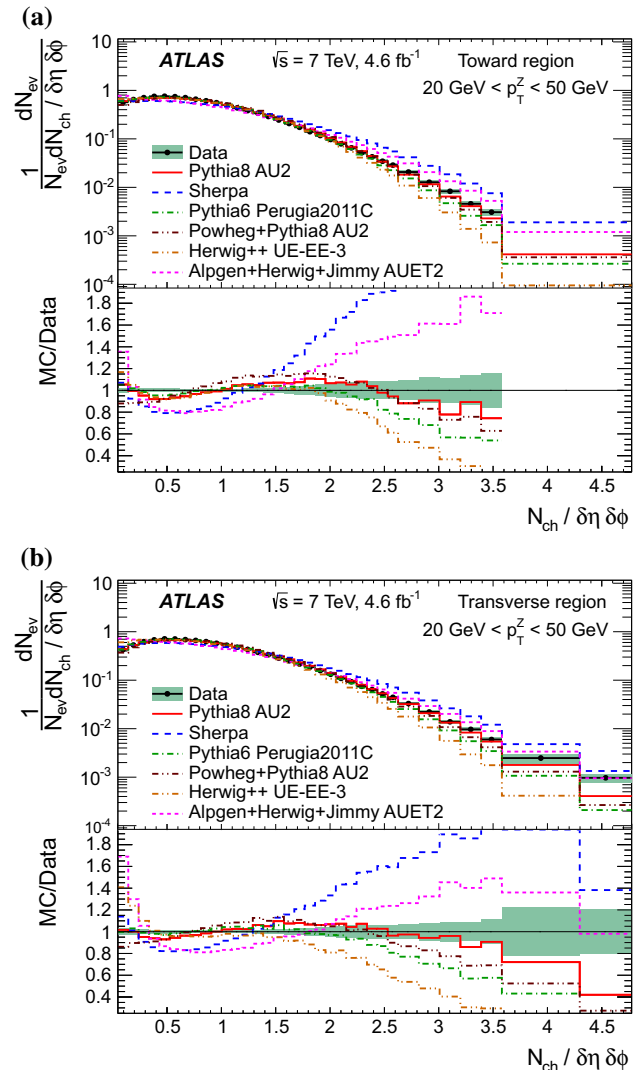 (a)
ATLAS √s = 7 TeV, 4.6 fb⁻¹ Toward region
20 GeV < p_T^Z < 50 GeV
1/N_ev dN_ev/dN_ch / δη δφ
10
1
10⁻¹
10⁻²
10⁻³
10⁻⁴
Data
Pythia8 AU2
Sherpa
Pythia6 Perugia2011C
Powheg+Pythia8 AU2
Herwig++ UE-EE-3
Alpgen+Herwig+Jimmy AUET2
MC/Data
1.8
1.6
1.4
1.2
1
0.8
0.6
0.4
0.5 1 1.5 2 2.5 3 3.5 4 4.5
N_ch / δη δφ
(b)
ATLAS √s = 7 TeV, 4.6 fb⁻¹ Transverse region
20 GeV < p_T^Z < 50 GeV
1/N_ev dN_ev/dN_ch / δη δφ
10
1
10⁻¹
10⁻²
10⁻³
10⁻⁴
Data
Pythia8 AU2
Sherpa
Pythia6 Perugia2011C
Powheg+Pythia8 AU2
Herwig++ UE-EE-3
Alpgen+Herwig+Jimmy AUET2
MC/Data
1.8
1.6
1.4
1.2
1
0.8
0.6
0.4
0.5 1 1.5 2 2.5 3 3.5 4 4.5
N_ch / δη δφ